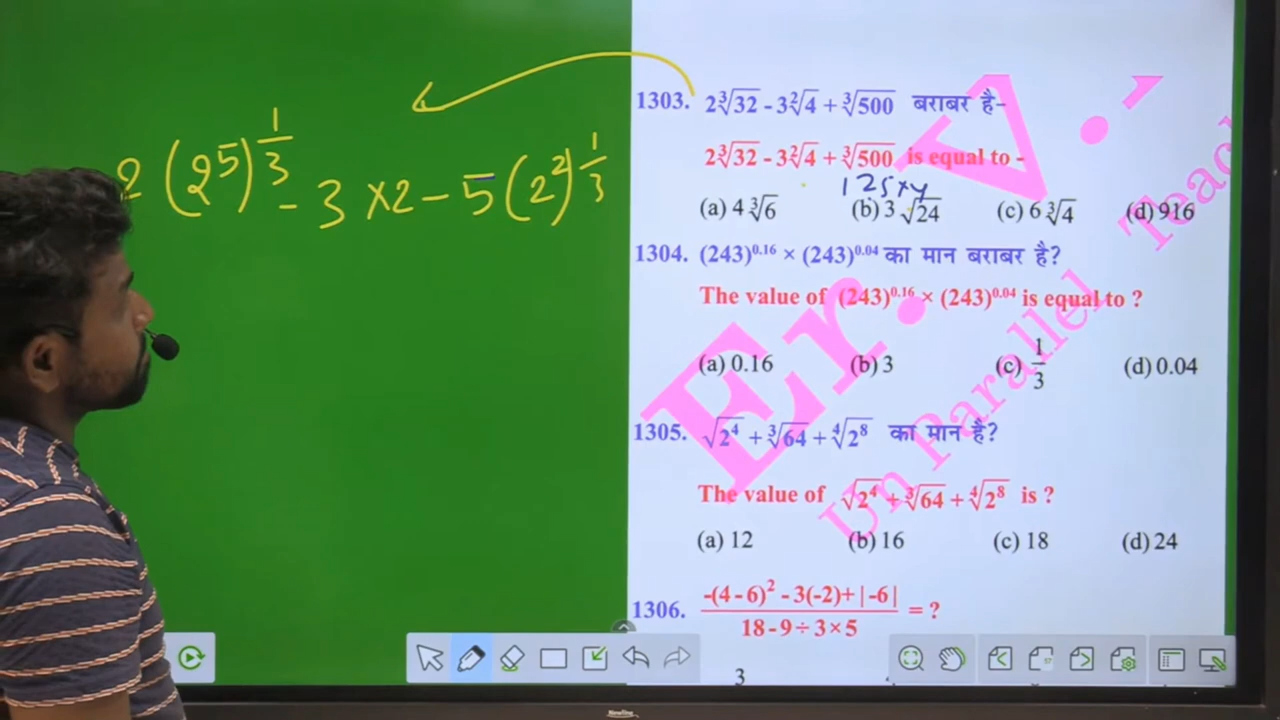 2 (2⁵)^1/3 - 3 × 2 - 5 (2²)^1/3
1303. 2∛32 - 3²√4 + ∛500 बराबर है-
2∛32 - 3²√4 + ∛500 is equal to -
125×4
(a) 4∛6 (b) 3√24 (c) 6∛4 (d) 916
1304. (243)^0.16 × (243)^0.04 का मान बराबर है?
The value of (243)^0.16 × (243)^0.04 is equal to ?
(a) 0.16 (b) 3 (c) 1/3 (d) 0.04
1305. √2⁴ + ∛64 + ∜2⁸ का मान है?
The value of √2⁴ + ∛64 + ∜2⁸ is ?
(a) 12 (b) 16 (c) 18 (d) 24
1306. -(4 - 6)² - 3(-2) + |-6| / 18 - 9 ÷ 3 × 5 = ?
3
Er. V.
Un Parallel Teac
Newline